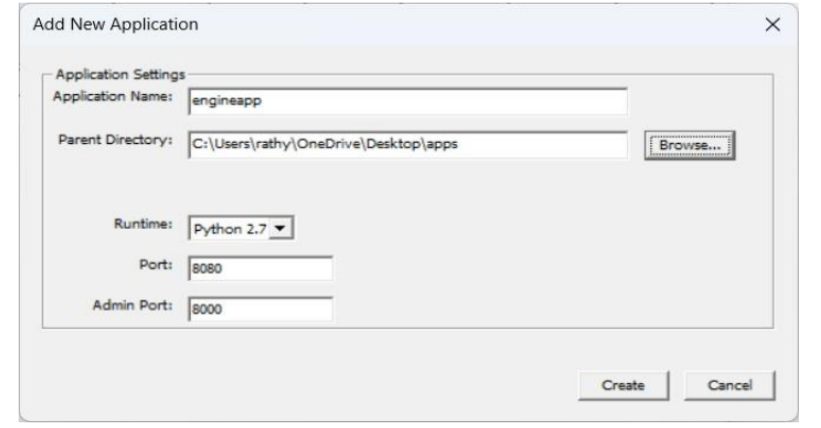 Add New Application
Application Settings
Application Name: engineapp
Parent Directory: C:\Users\rathy\OneDrive\Desktop\apps Browse...
Runtime: Python 2.7
Port: 8080
Admin Port: 8000
Create Cancel